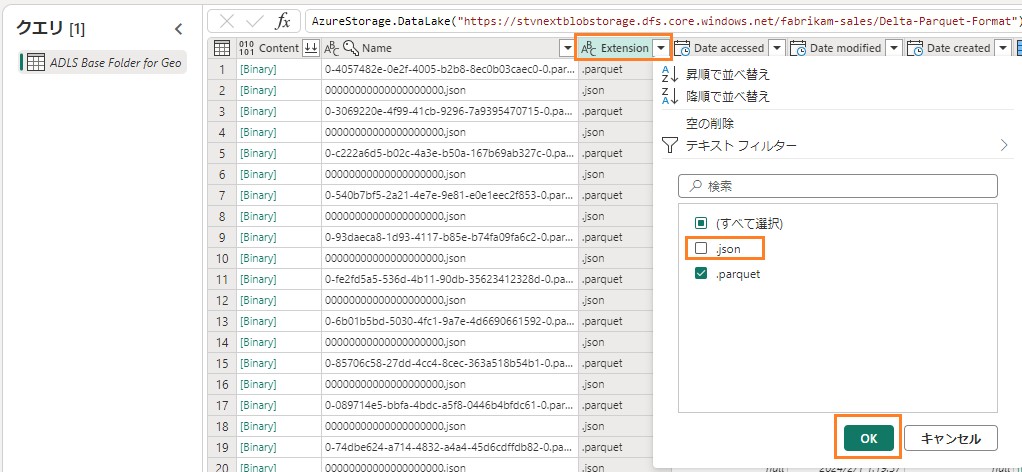 クエリ [1]
ADLS Base Folder for Geo
fx
AzureStorage.DataLake("https://stvnextblobstorage.dfs.core.windows.net/fabrikam-sales/Delta-Parquet-Format")
Content Name Extension Date accessed Date modified Date created
1 [Binary] 0-4057482e-0e2f-4005-b2b8-8ec0b03caec0-0.par... .parquet
2 [Binary] 00000000000000000000.json .json
3 [Binary] 0-3069220e-4f99-41cb-9296-7a9395470715-0.pa... .parquet
4 [Binary] 00000000000000000000.json .json
5 [Binary] 0-c222a6d5-b02c-4a3e-b50a-167b69ab327c-0.p... .parquet
6 [Binary] 00000000000000000000.json .json
7 [Binary] 0-540b7bf5-2a21-4e7e-9e81-e0e1eec2f853-0.par... .parquet
8 [Binary] 00000000000000000000.json .json
9 [Binary] 0-93daeca8-1d93-4117-b85e-b74fa09fa6c2-0.pa... .parquet
10 [Binary] 00000000000000000000.json .json
11 [Binary] 0-fe2fd5a5-536d-4b11-90db-35623412328d-0.pa... .parquet
12 [Binary] 00000000000000000000.json .json
13 [Binary] 0-6b01b5bd-5030-4fc1-9a7e-4d6690661592-0.pa... .parquet
14 [Binary] 00000000000000000000.json .json
15 [Binary] 0-85706c58-27dd-4cc4-8cec-363a518b54b1-0.par... .parquet
16 [Binary] 00000000000000000000.json .json
17 [Binary] 0-089714e5-bbfa-4bdc-a5f8-0446b4bfdc61-0.par... .parquet
18 [Binary] 00000000000000000000.json .json
19 [Binary] 0-74dbe624-a714-4832-a4a4-45d6cdffdb82-0.pa... .parquet
20 [Binary] 00000000000000000000.json .json
昇順で並べ替え
降順で並べ替え
空の削除
テキスト フィルター
検索
(すべて選択)
.json
.parquet
OK
キャンセル